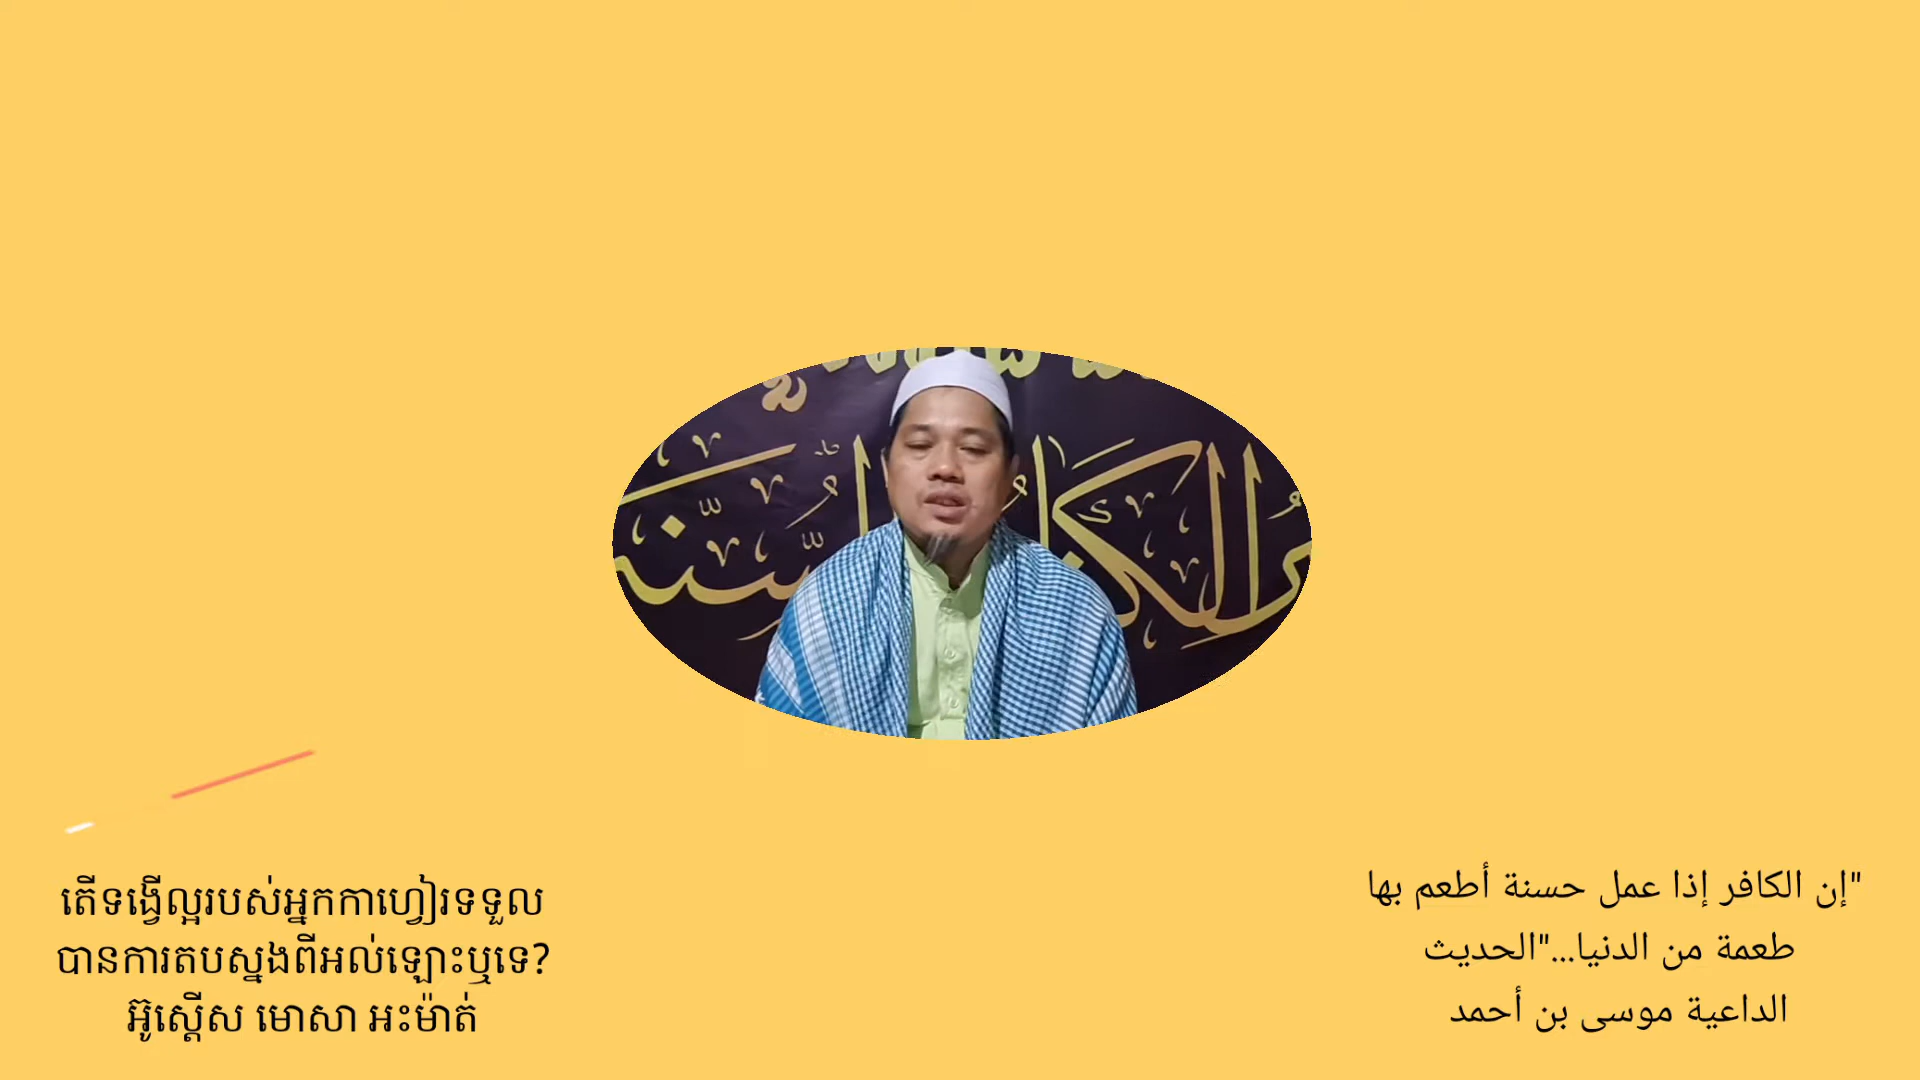 តើទង្វើល្អរបស់អ្នកកាហ្វៀរទទួល
បានការតបស្នងពីអល់ឡោះឬទេ?
អ៊ូស្តើស មោសា អះម៉ាត់
"إن الكافر إذا عمل حسنة أطعم بها
طعمة من الدنيا..."الحديث
الداعية موسى بن أحمد